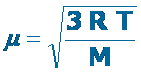 μ = √(3 R T / M)